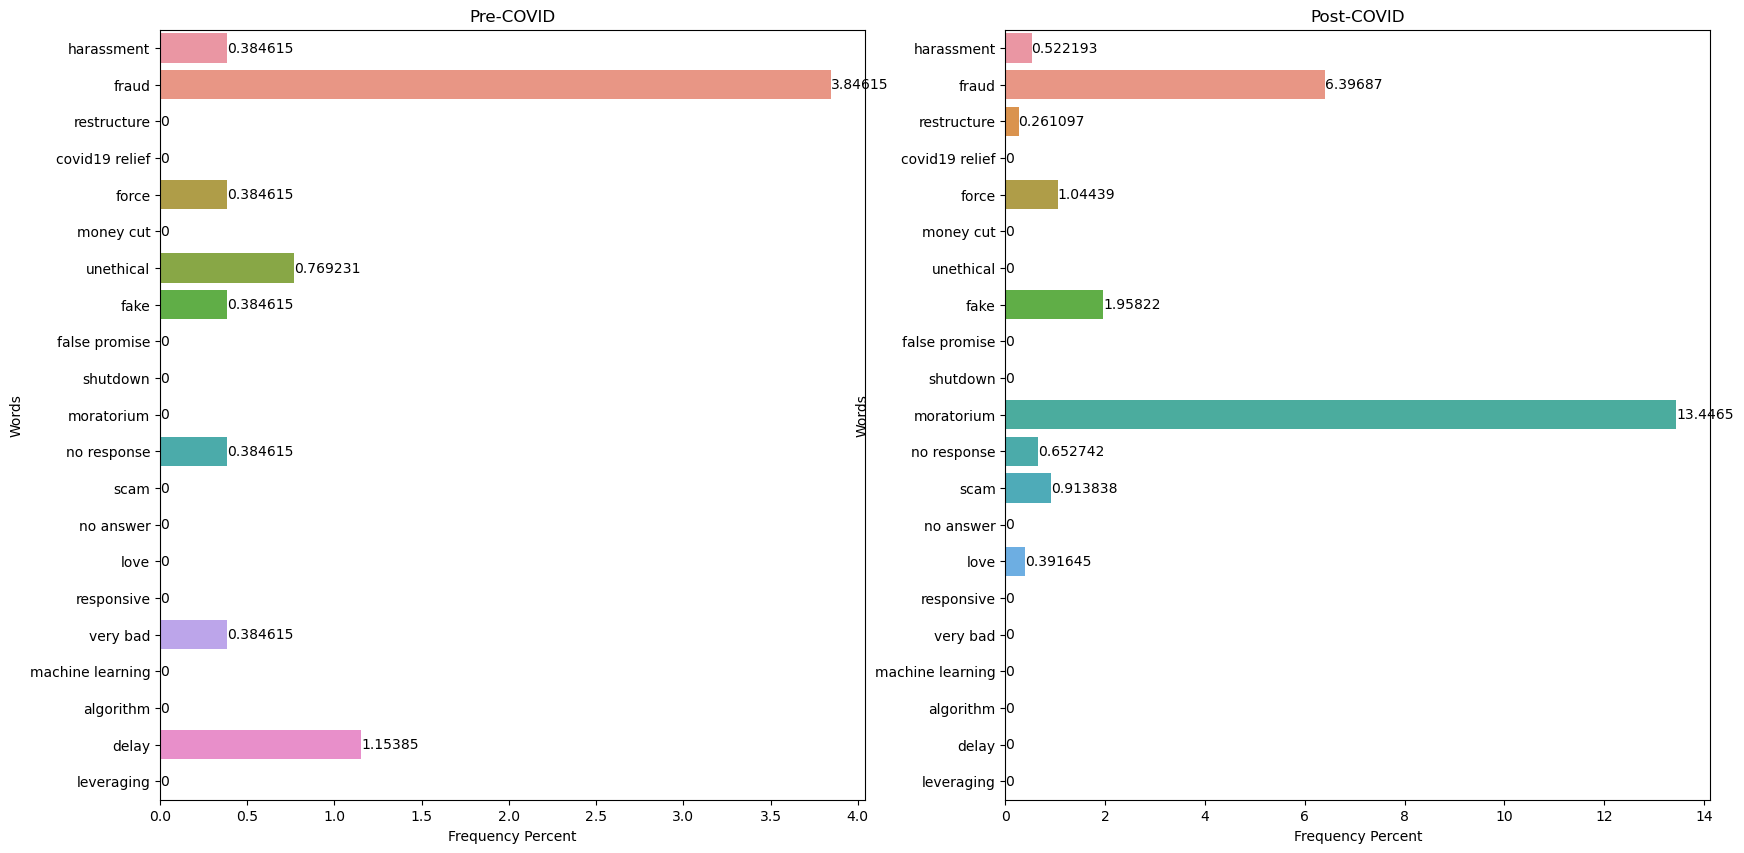 Pre-COVID
Words
harassment 0.384615
fraud 3.84615
restructure 0
covid19 relief 0
force 0.384615
money cut 0
unethical 0.769231
fake 0.384615
false promise 0
shutdown 0
moratorium 0
no response 0.384615
scam 0
no answer 0
love 0
responsive 0
very bad 0.384615
machine learning 0
algorithm 0
delay 1.15385
leveraging 0
0.0 0.5 1.0 1.5 2.0 2.5 3.0 3.5 4.0
Frequency Percent
Post-COVID
Words
harassment 0.522193
fraud 6.39687
restructure 0.261097
covid19 relief 0
force 1.04439
money cut 0
unethical 0
fake 1.95822
false promise 0
shutdown 0
moratorium 13.4465
no response 0.652742
scam 0.913838
no answer 0
love 0.391645
responsive 0
very bad 0
machine learning 0
algorithm 0
delay 0
leveraging 0
0 2 4 6 8 10 12 14
Frequency Percent